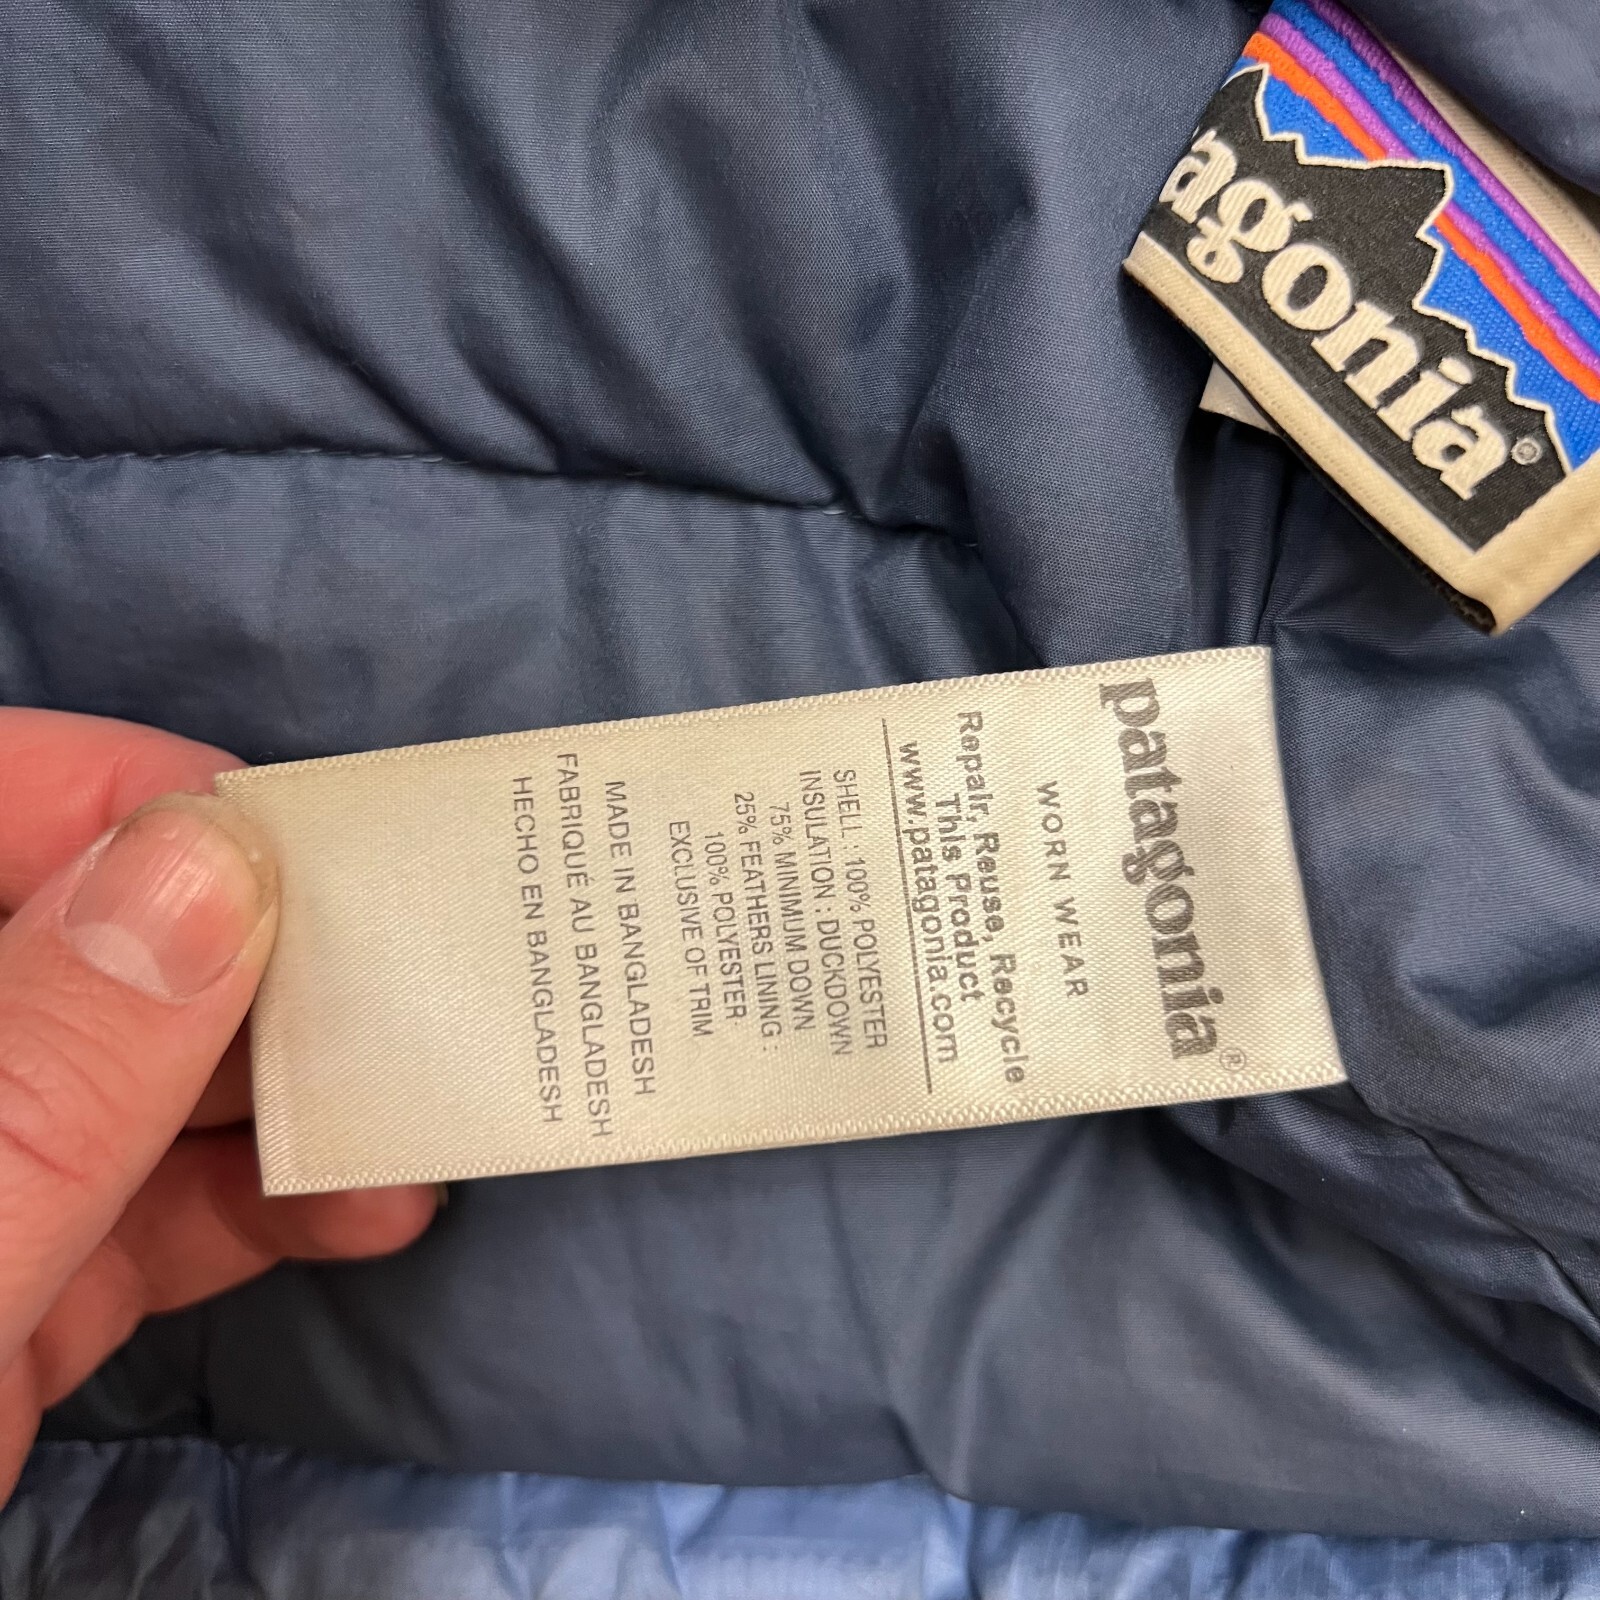 patagonia®
WORN WEAR
Repair, Reuse, Recycle
This Product
www.patagonia.com
SHELL : 100% POLYESTER
INSULATION : DUCKDOWN
75% MINIMUM DOWN
25% FEATHERS LINING :
100% POLYESTER
EXCLUSIVE OF TRIM
MADE IN BANGLADESH
FABRIQUÉ AU BANGLADESH
HECHO EN BANGLADESH
atagonia®